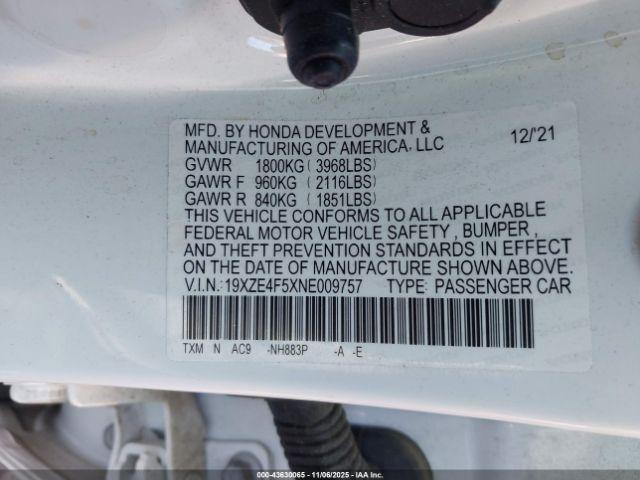 MFD. BY HONDA DEVELOPMENT &
MANUFACTURING OF AMERICA, LLC 12/'21
GVWR 1800KG ( 3968LBS)
GAWR F 960KG ( 2116LBS)
GAWR R 840KG ( 1851LBS)
THIS VEHICLE CONFORMS TO ALL APPLICABLE
FEDERAL MOTOR VEHICLE SAFETY , BUMPER ,
AND THEFT PREVENTION STANDARDS IN EFFECT
ON THE DATE OF MANUFACTURE SHOWN ABOVE.
V.I.N.: 19XZE4F5XNE009757 TYPE: PASSENGER CAR
TXM N AC9 -NH883P -A -E
000-43630065 - 11/06/2025 - IAA Inc.